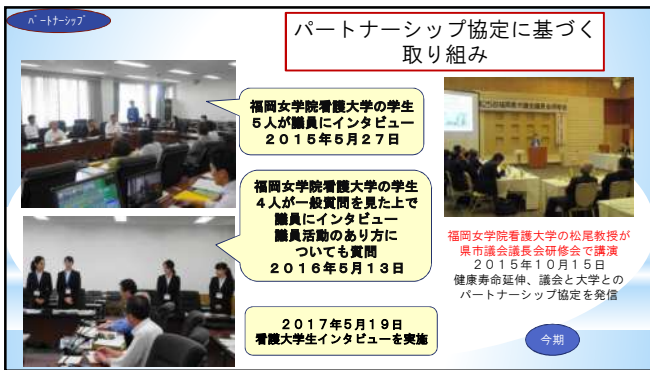 パートナーシップ
パートナーシップ協定に基づく
取り組み
福岡女学院看護大学の学生
５人が議員にインタビュー
２０１５年５月２７日
福岡女学院看護大学の学生
４人が一般質問を見た上で
議員にインタビュー
議員活動のあり方に
ついても質問
２０１６年５月１３日
２０１７年５月１９日
看護大学生インタビューを実施
福岡女学院看護大学の松尾教授が
県市議会議長会研修会で講演
２０１５年１０月１５日
健康寿命延伸、議会と大学との
パートナーシップ協定を発信
今期